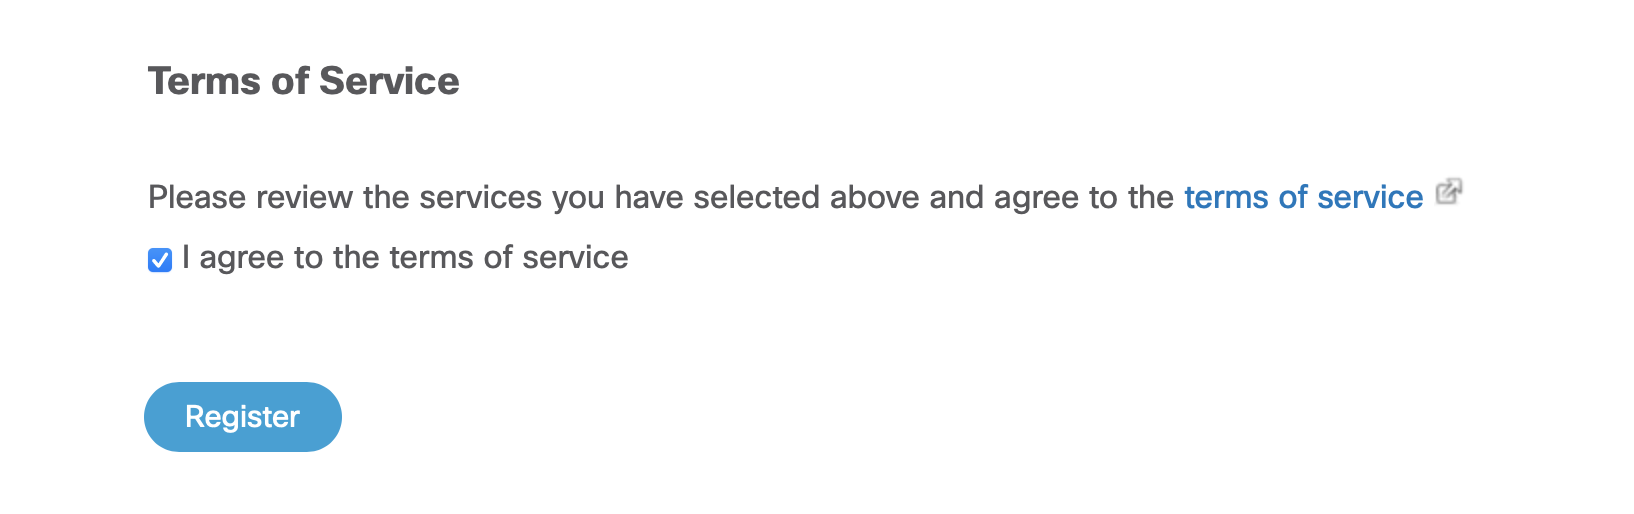 Terms of Service
Please review the services you have selected above and agree to the terms of service
I agree to the terms of service
Register